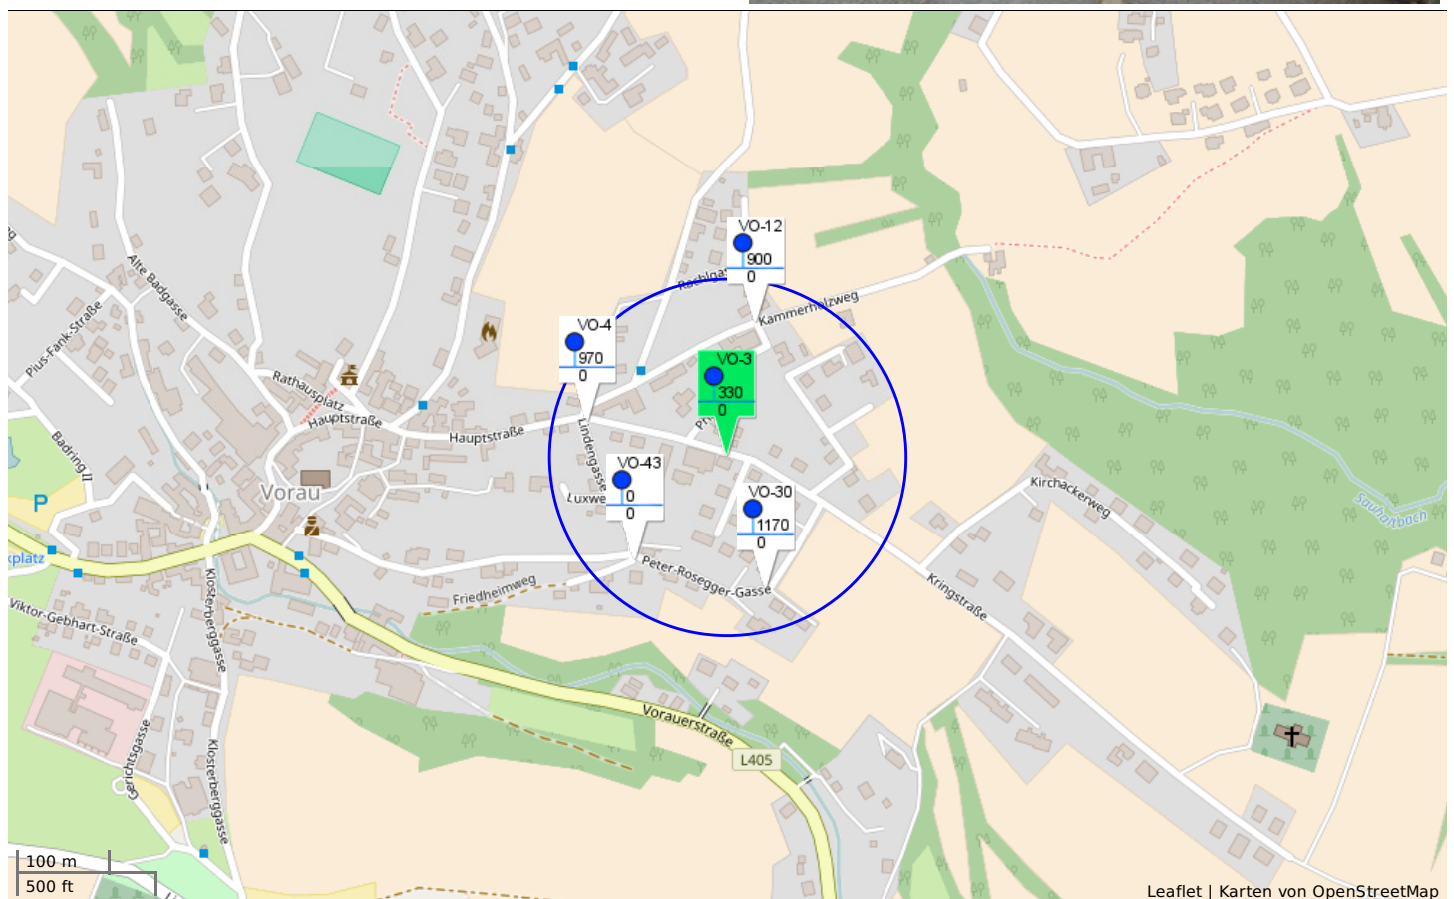 VO-12
900
0
Kammerholzweg
VO-4
970
0
VO-3
330
0
Alte Badgasse
Pius-Fank-Straße
Rathausplatz
Hauptstraße
Hauptstraße
Lindengasse
Badring II
VO-43
0
0
VO-30
1170
0
Kirchackerweg
Sauhaltbach
P
Vorau
Peter-Rosegger-Gasse
Friedheimweg
Kringstraße
Viktor-Gebhart-Straße
Klosterberggasse
Vorauerstraße
L405
Gerichtsgasse
Klosterberggasse
100 m
500 ft
Leaflet | Karten von OpenStreetMap